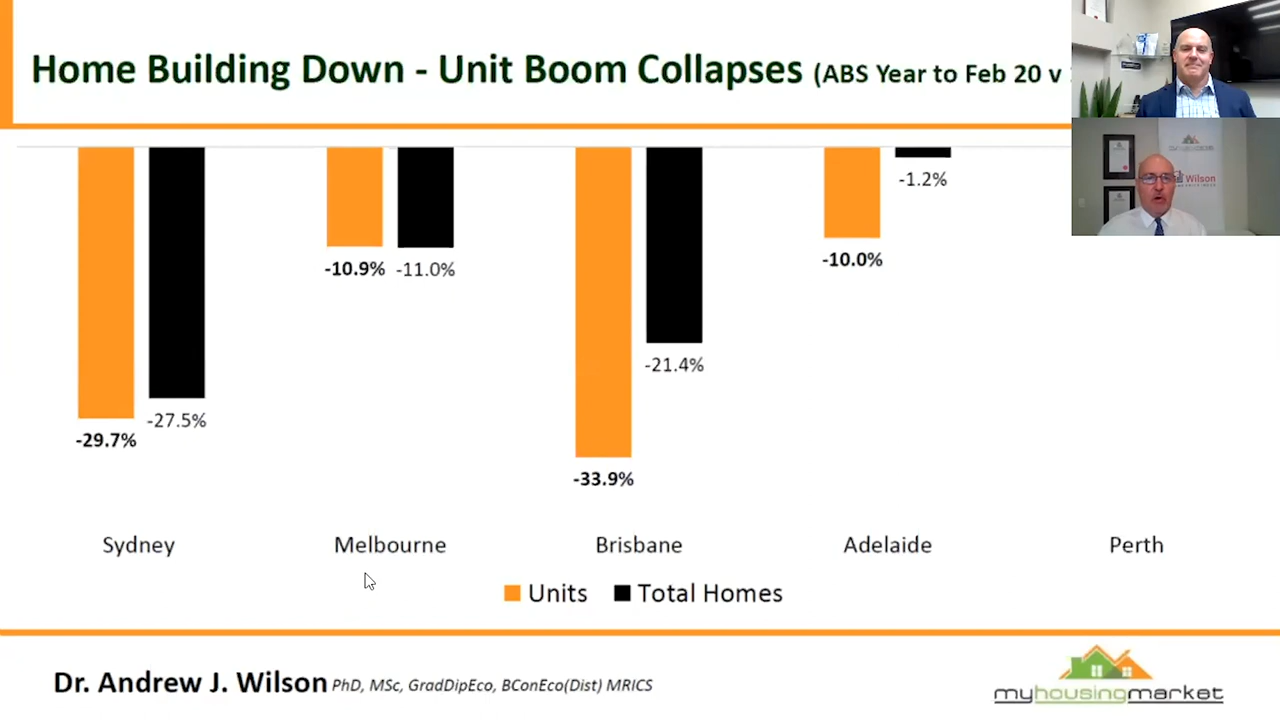 Home Building Down - Unit Boom Collapses (ABS Year to Feb 20 v
-29.7%
-27.5%
-10.9%
-11.0%
-33.9%
-21.4%
-10.0%
-1.2%
Sydney
Melbourne
Brisbane
Adelaide
Perth
Units
Total Homes
Wilson
Dr. Andrew J. Wilson PhD, MSc, GradDipEco, BConEco(Dist) MRICS
myhousingmarket